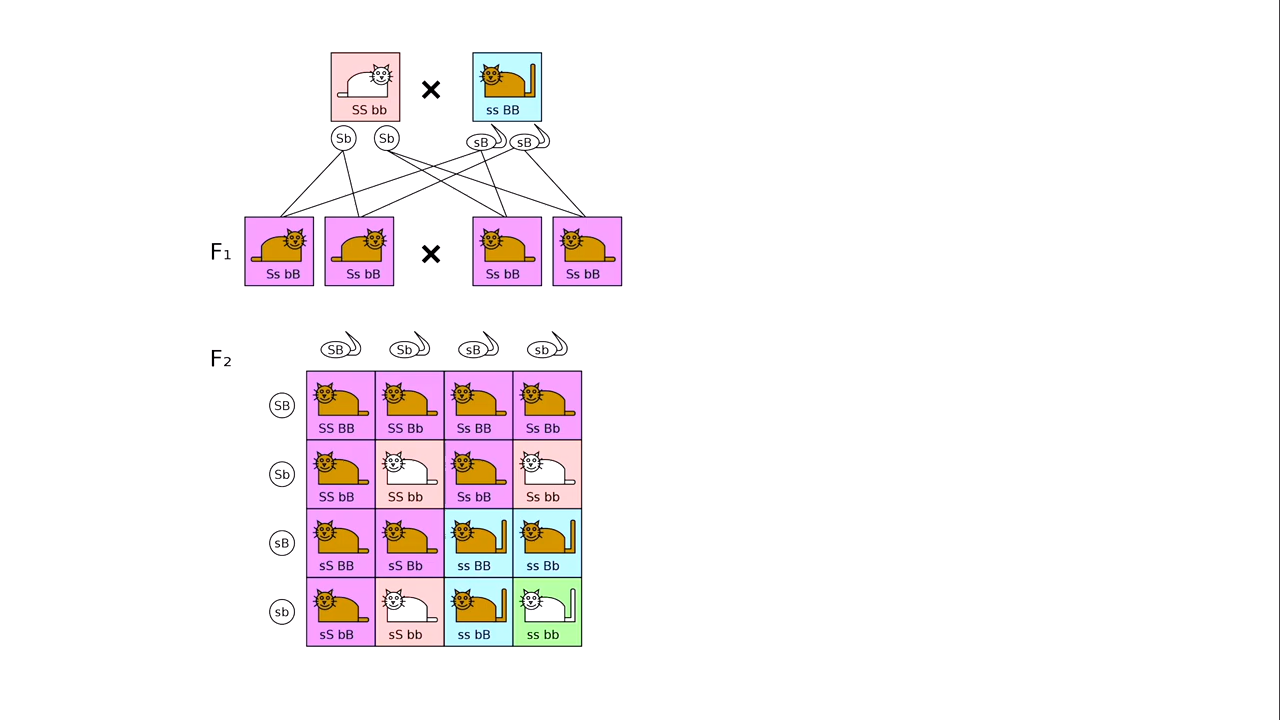 SS bb
×
ss BB
Sb Sb sB sB
F₁
Ss bB Ss bB × Ss bB Ss bB
F₂
SB Sb sB sb
SB
SS BB SS Bb Ss BB Ss Bb
Sb
SS bB SS bb Ss bB Ss bb
sB
sS BB sS Bb ss BB ss Bb
sb
sS bB sS bb ss bB ss bb